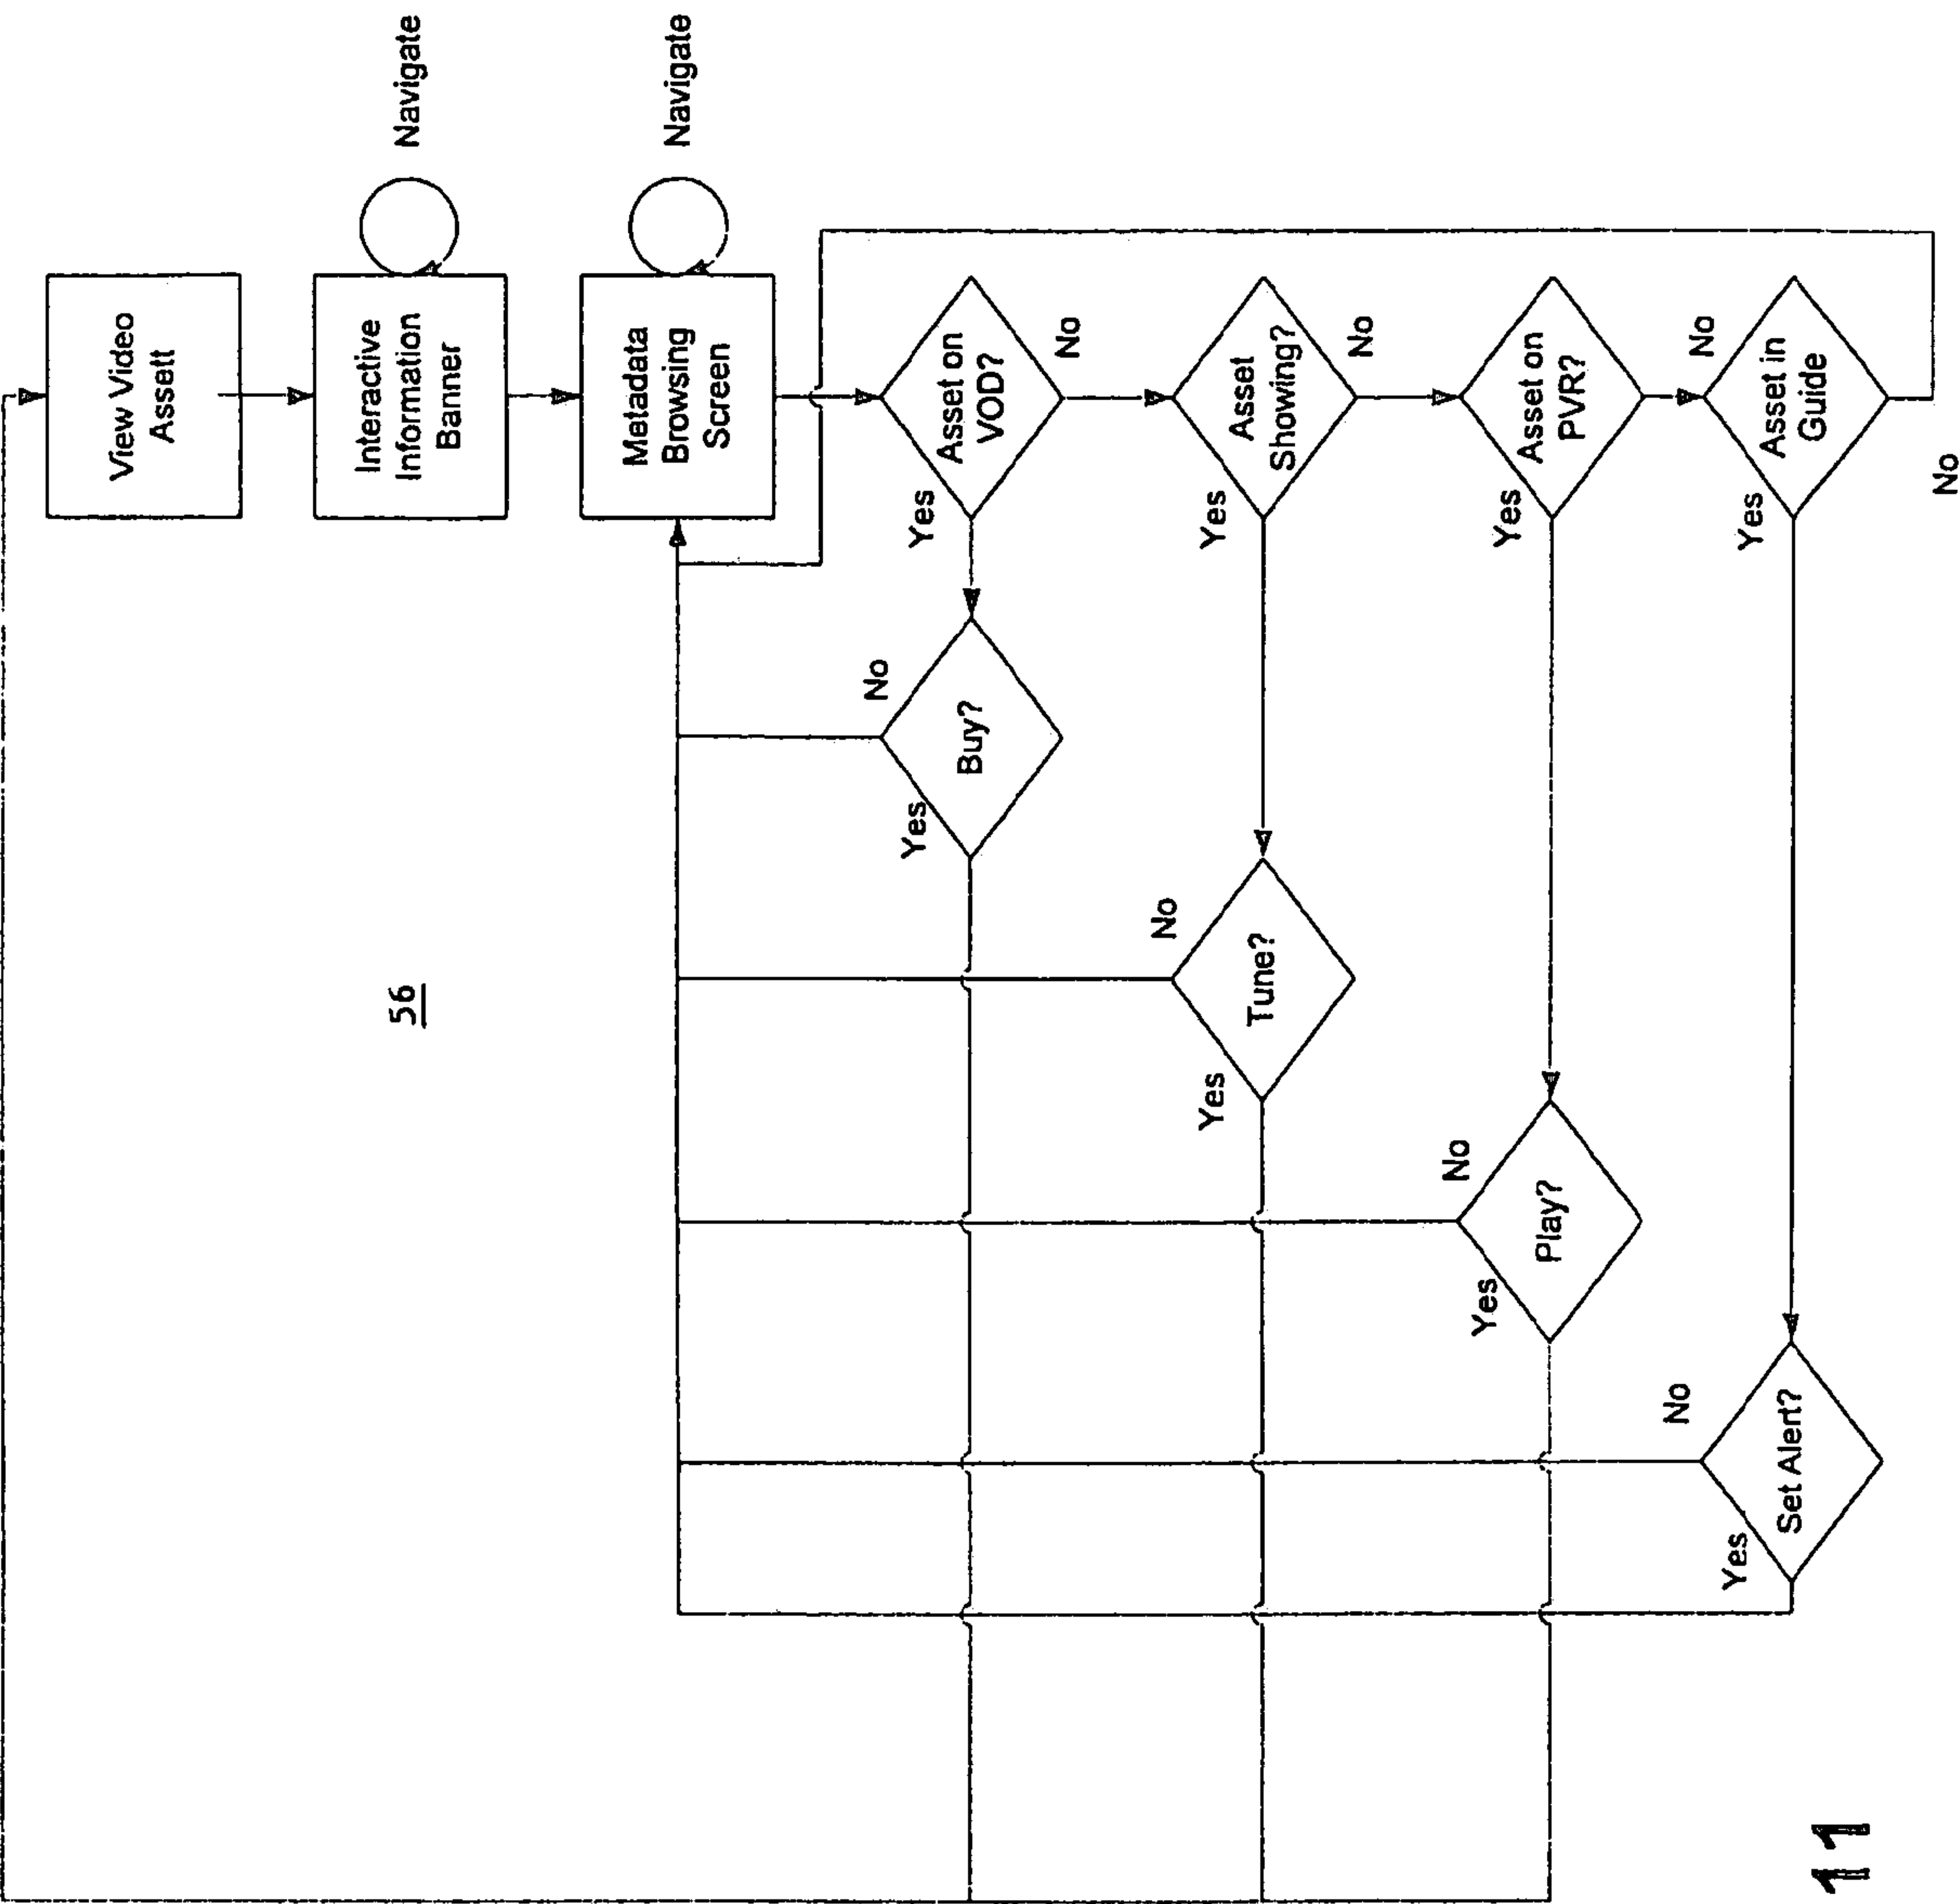 View Video
Assett
Interactive
Information
Banner
Navigate
Metadata
Browsing
Screen
Navigate
56
Asset on
VOD?
Yes
No
Buy?
No
Yes
Asset
Showing?
Yes
No
Tune?
No
Yes
Asset on
PVR?
Yes
No
Play?
No
Yes
Asset in
Guide
Yes
No
Set Alert?
No
Yes
11